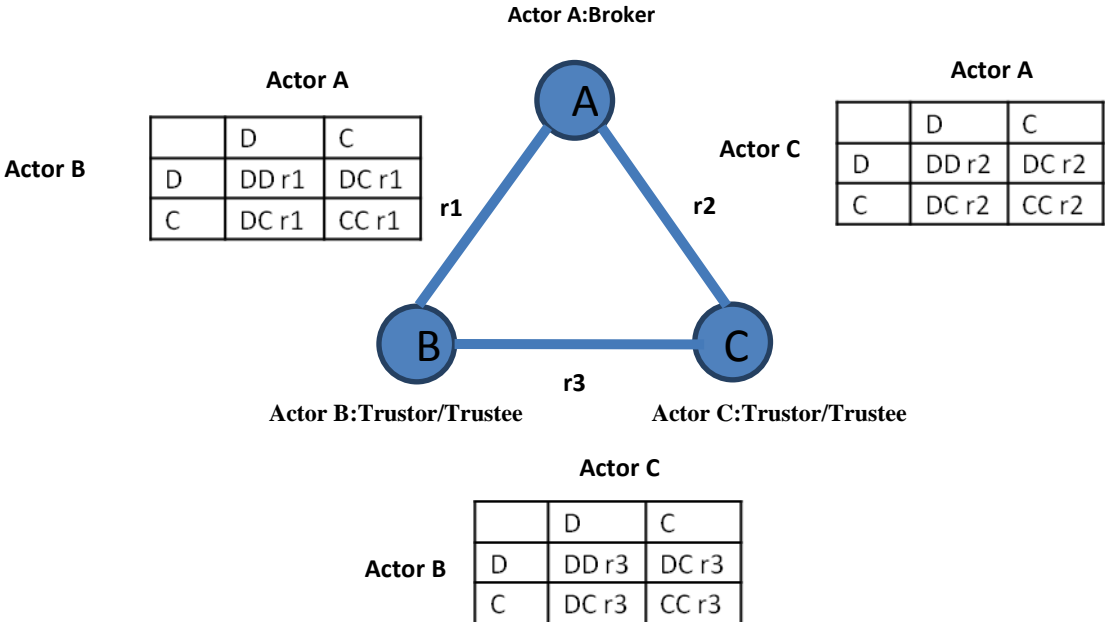 Actor A:Broker
Actor A
D C
Actor B
D DD r1 DC r1
C DC r1 CC r1
Actor A
D C
Actor C
D DD r2 DC r2
C DC r2 CC r2
A
r1
r2
B
C
r3
Actor B:Trustor/Trustee
Actor C:Trustor/Trustee
Actor C
D C
Actor B
D DD r3 DC r3
C DC r3 CC r3